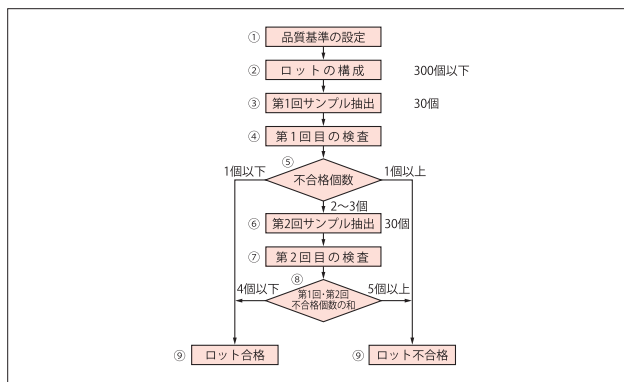 ① 品質基準の設定
② ロットの構成 300個以下
③ 第1回サンプル抽出 30個
④ 第1回目の検査
⑤
1個以下 不合格個数 1個以上
2〜3個
⑥ 第2回サンプル抽出 30個
⑦ 第2回目の検査
⑧
4個以下 第1回・第2回 5個以上
不合格個数の和
⑨ ロット合格 ⑨ ロット不合格